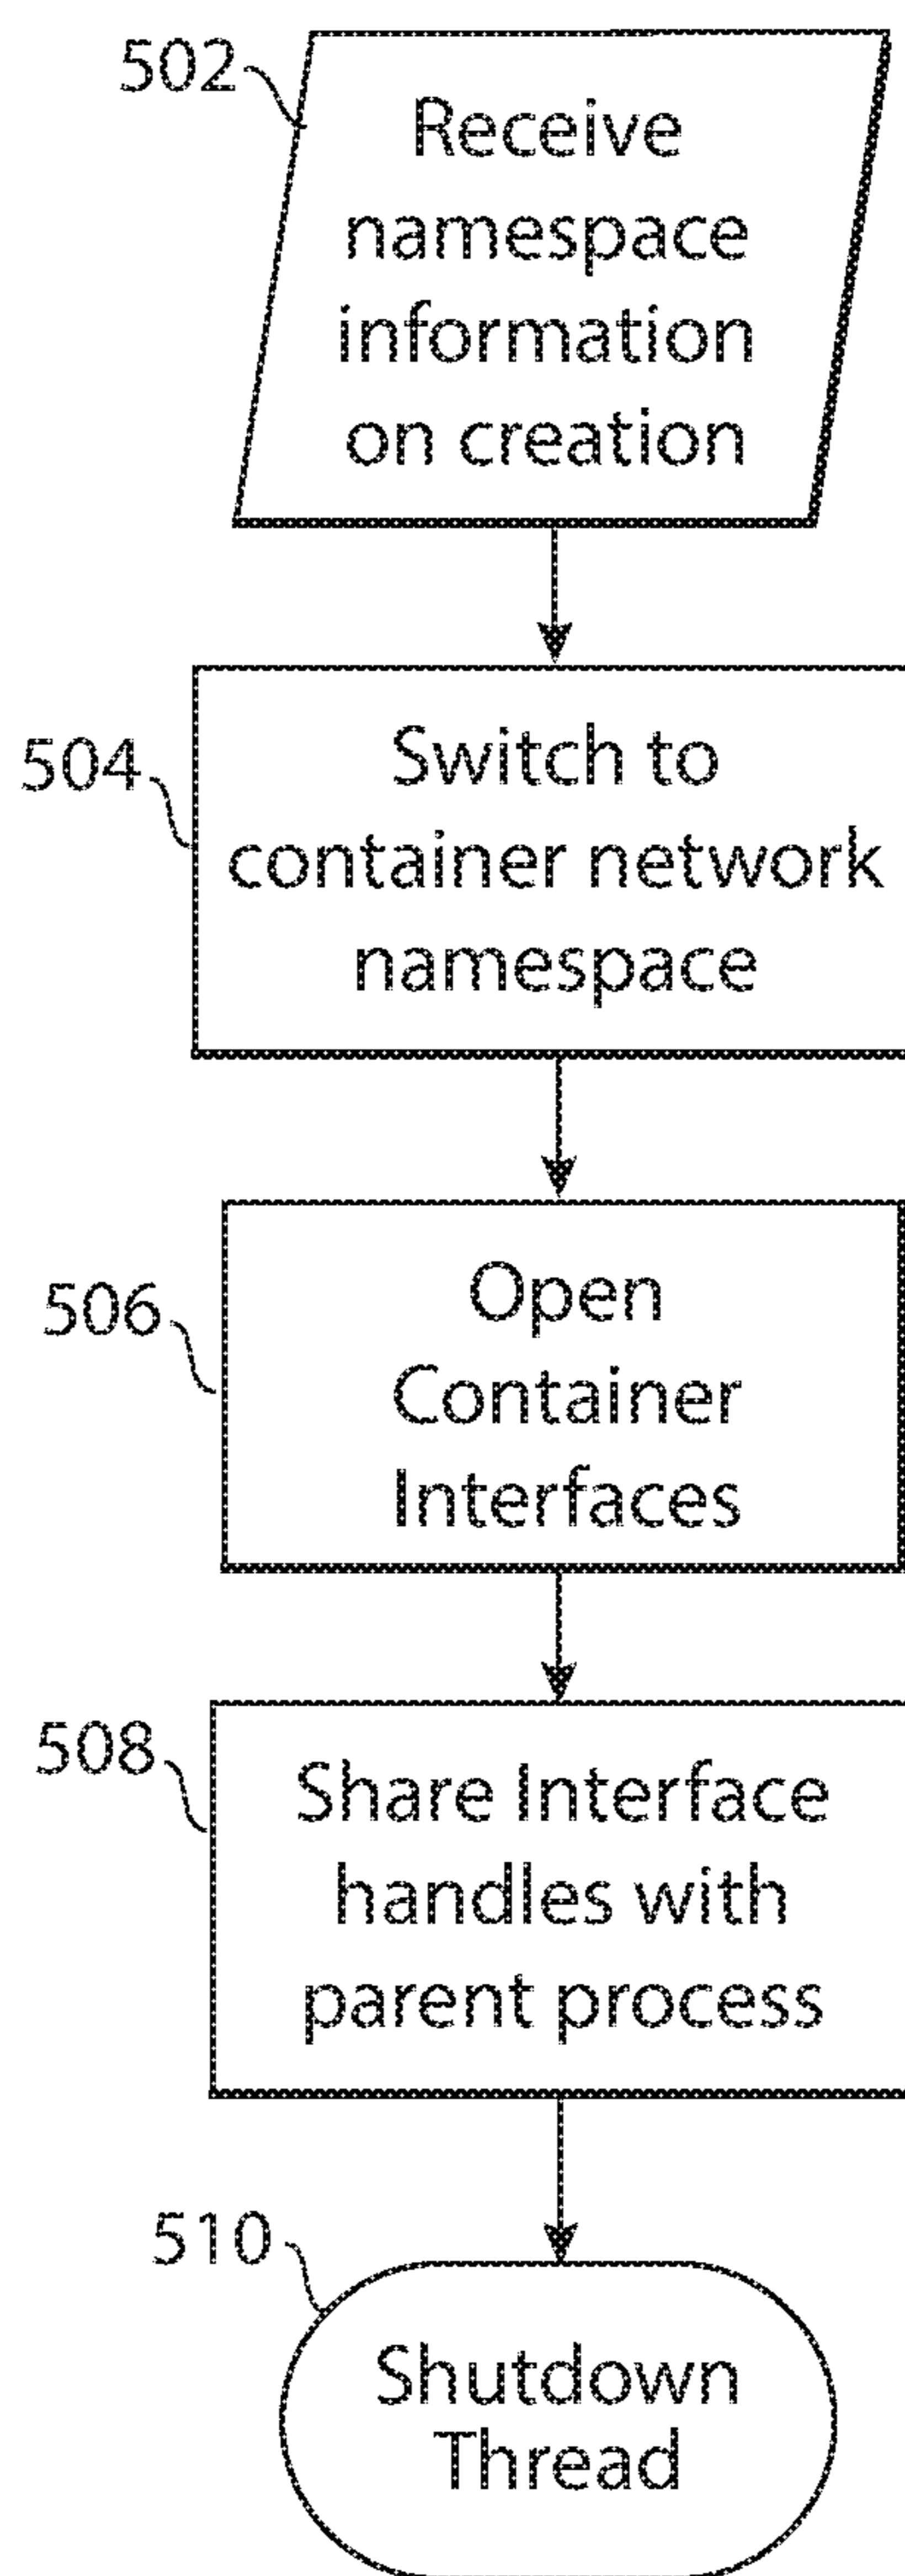 502
Receive
namespace
information
on creation
504
Switch to
container network
namespace
506
Open
Container
Interfaces
508
Share Interface
handles with
parent process
510
Shutdown
Thread